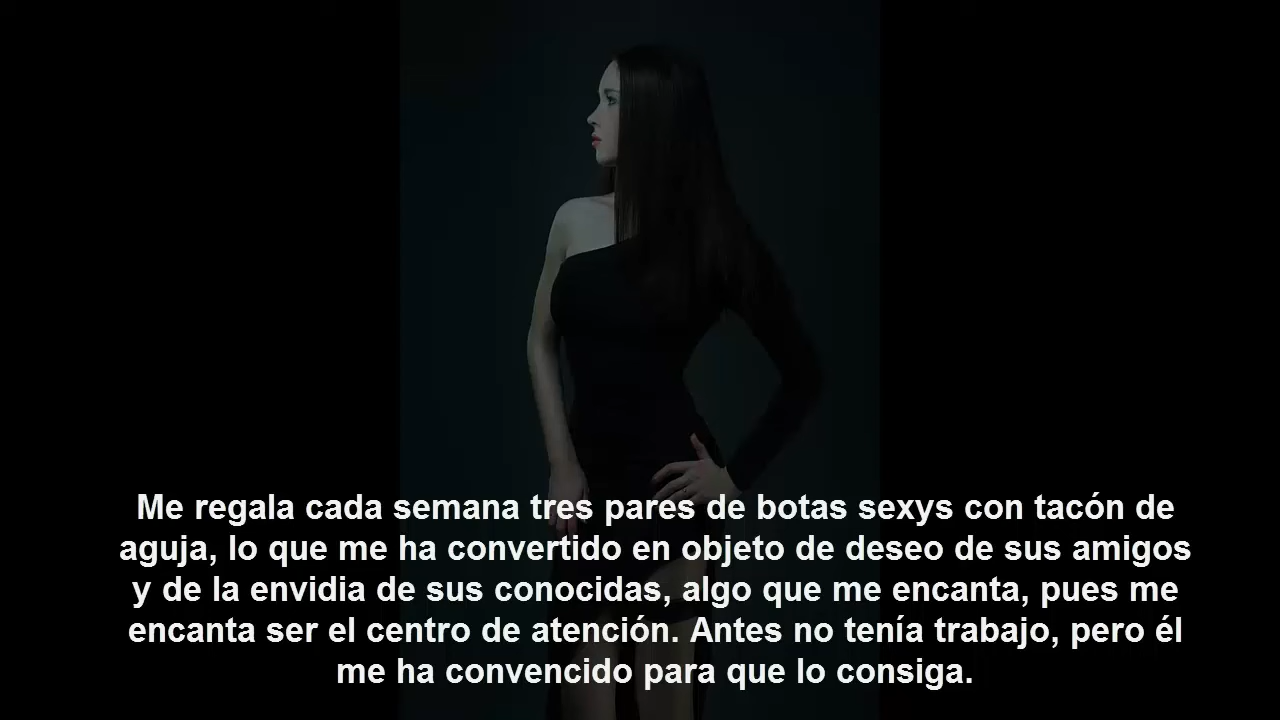 Me regala cada semana tres pares de botas sexys con tacón de
aguja, lo que me ha convertido en objeto de deseo de sus amigos
y de la envidia de sus conocidas, algo que me encanta, pues me
encanta ser el centro de atención. Antes no tenía trabajo, pero él
me ha convencido para que lo consiga.